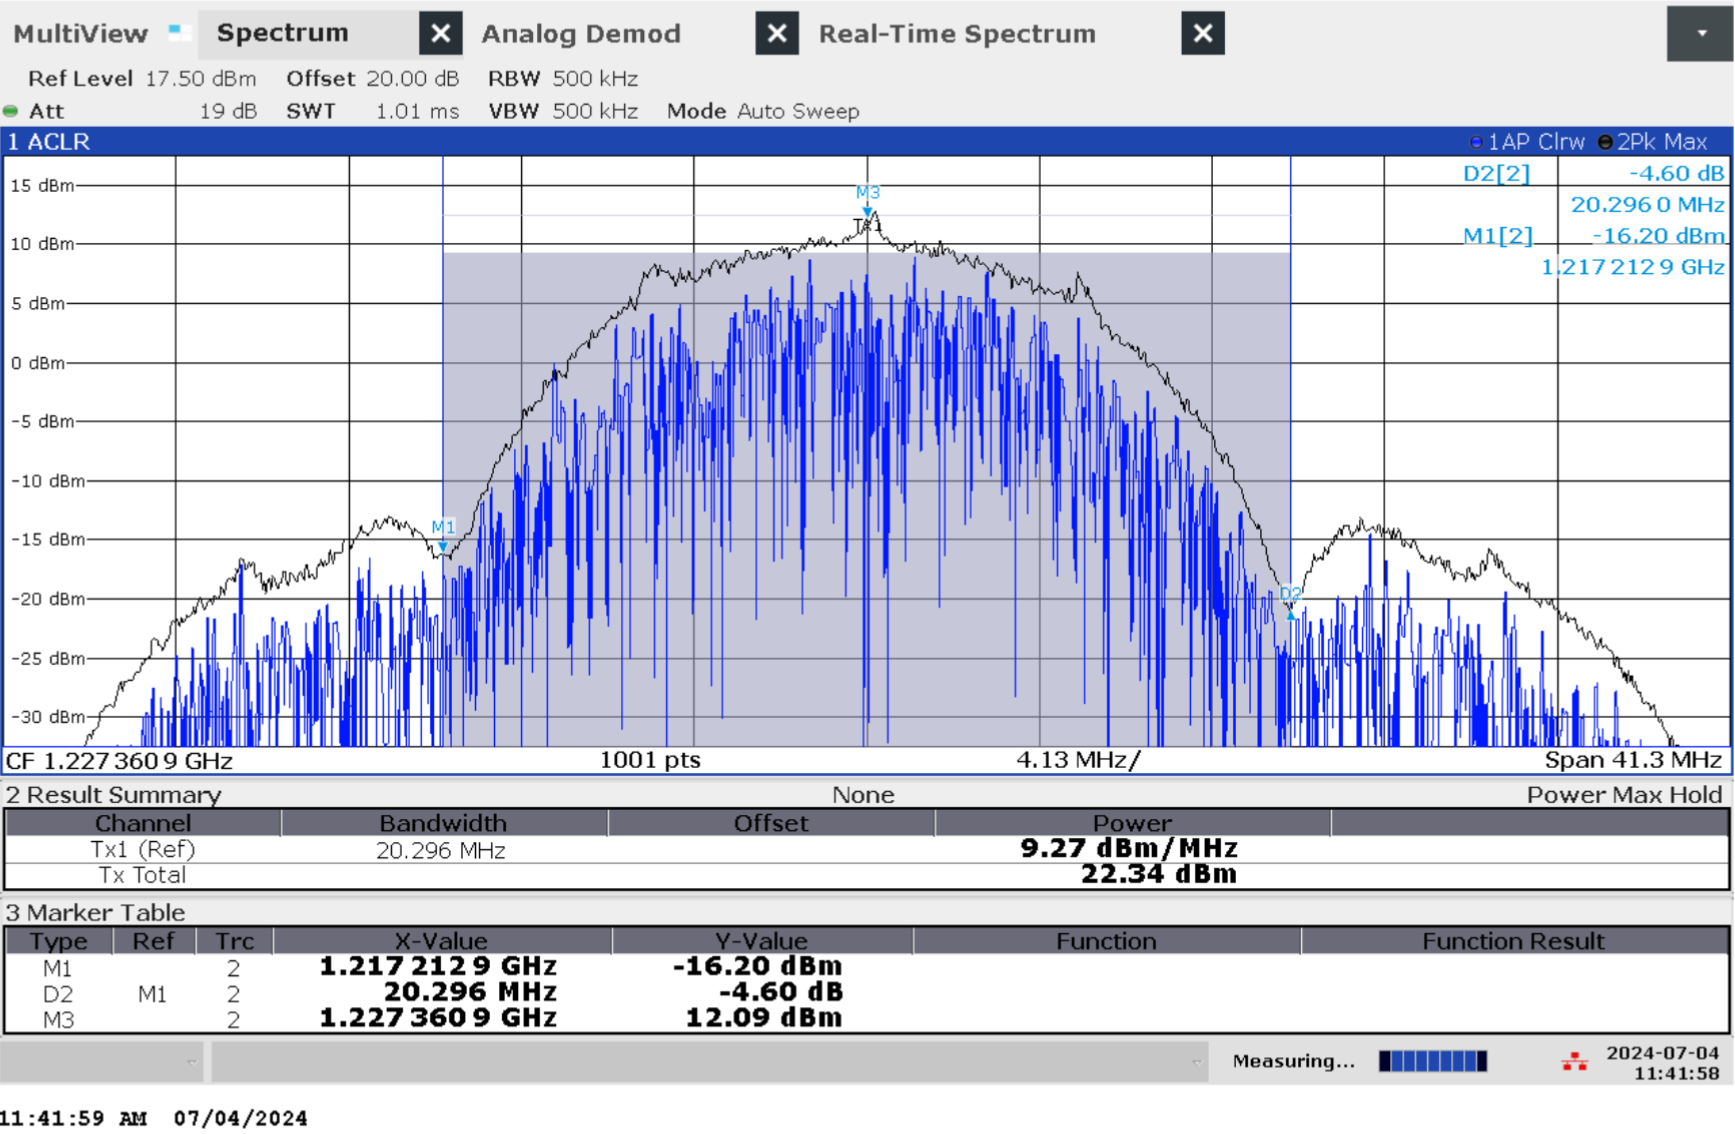 MultiView Spectrum Analog Demod Real-Time Spectrum
Ref Level 17.50 dBm Offset 20.00 dB RBW 500 kHz
Att 19 dB SWT 1.01 ms VBW 500 kHz Mode Auto Sweep
1 ACLR 1AP Clrw 2Pk Max
D2[2] -4.60 dB
20.296 0 MHz
M1[2] -16.20 dBm
1.217 212 9 GHz
M3
Tx1
15 dBm
10 dBm
5 dBm
0 dBm
-5 dBm
-10 dBm
M1
-15 dBm
D2
-20 dBm
-25 dBm
-30 dBm
CF 1.227 360 9 GHz 1001 pts 4.13 MHz/ Span 41.3 MHz
2 Result Summary None Power Max Hold
Channel Bandwidth Offset Power
Tx1 (Ref) 20.296 MHz 9.27 dBm/MHz
Tx Total 22.34 dBm
3 Marker Table
Type Ref Trc X-Value Y-Value Function Function Result
M1 2 1.217 212 9 GHz -16.20 dBm
D2 M1 2 20.296 MHz -4.60 dB
M3 2 1.227 360 9 GHz 12.09 dBm
Measuring... 2024-07-04
11:41:58
11:41:59 AM 07/04/2024